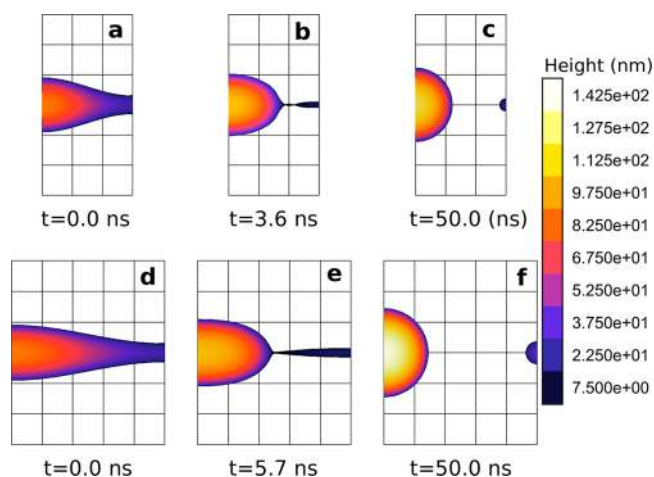 a
b
c
Height (nm)
1.425e+02
1.275e+02
1.125e+02
9.750e+01
8.250e+01
6.750e+01
5.250e+01
3.750e+01
2.250e+01
7.500e+00
t=0.0 ns
t=3.6 ns
t=50.0 (ns)
d
e
f
t=0.0 ns
t=5.7 ns
t=50.0 ns